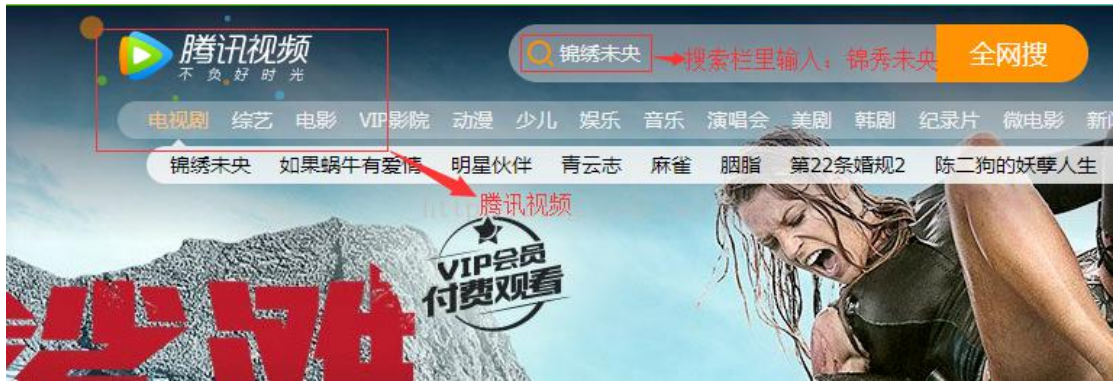 腾讯视频
不负好时光
锦绣未央
搜索栏里输入：锦秀未央
全网搜
电视剧 综艺 电影 VIP影院 动漫 少儿 娱乐 音乐 演唱会 美剧 韩剧 纪录片 微电影 新闻
锦绣未央 如果蜗牛有爱情 明星伙伴 青云志 麻雀 胭脂 第22条婚规2 陈二狗的妖孽人生
腾讯视频
VIP会员
付费观看
鲨滩